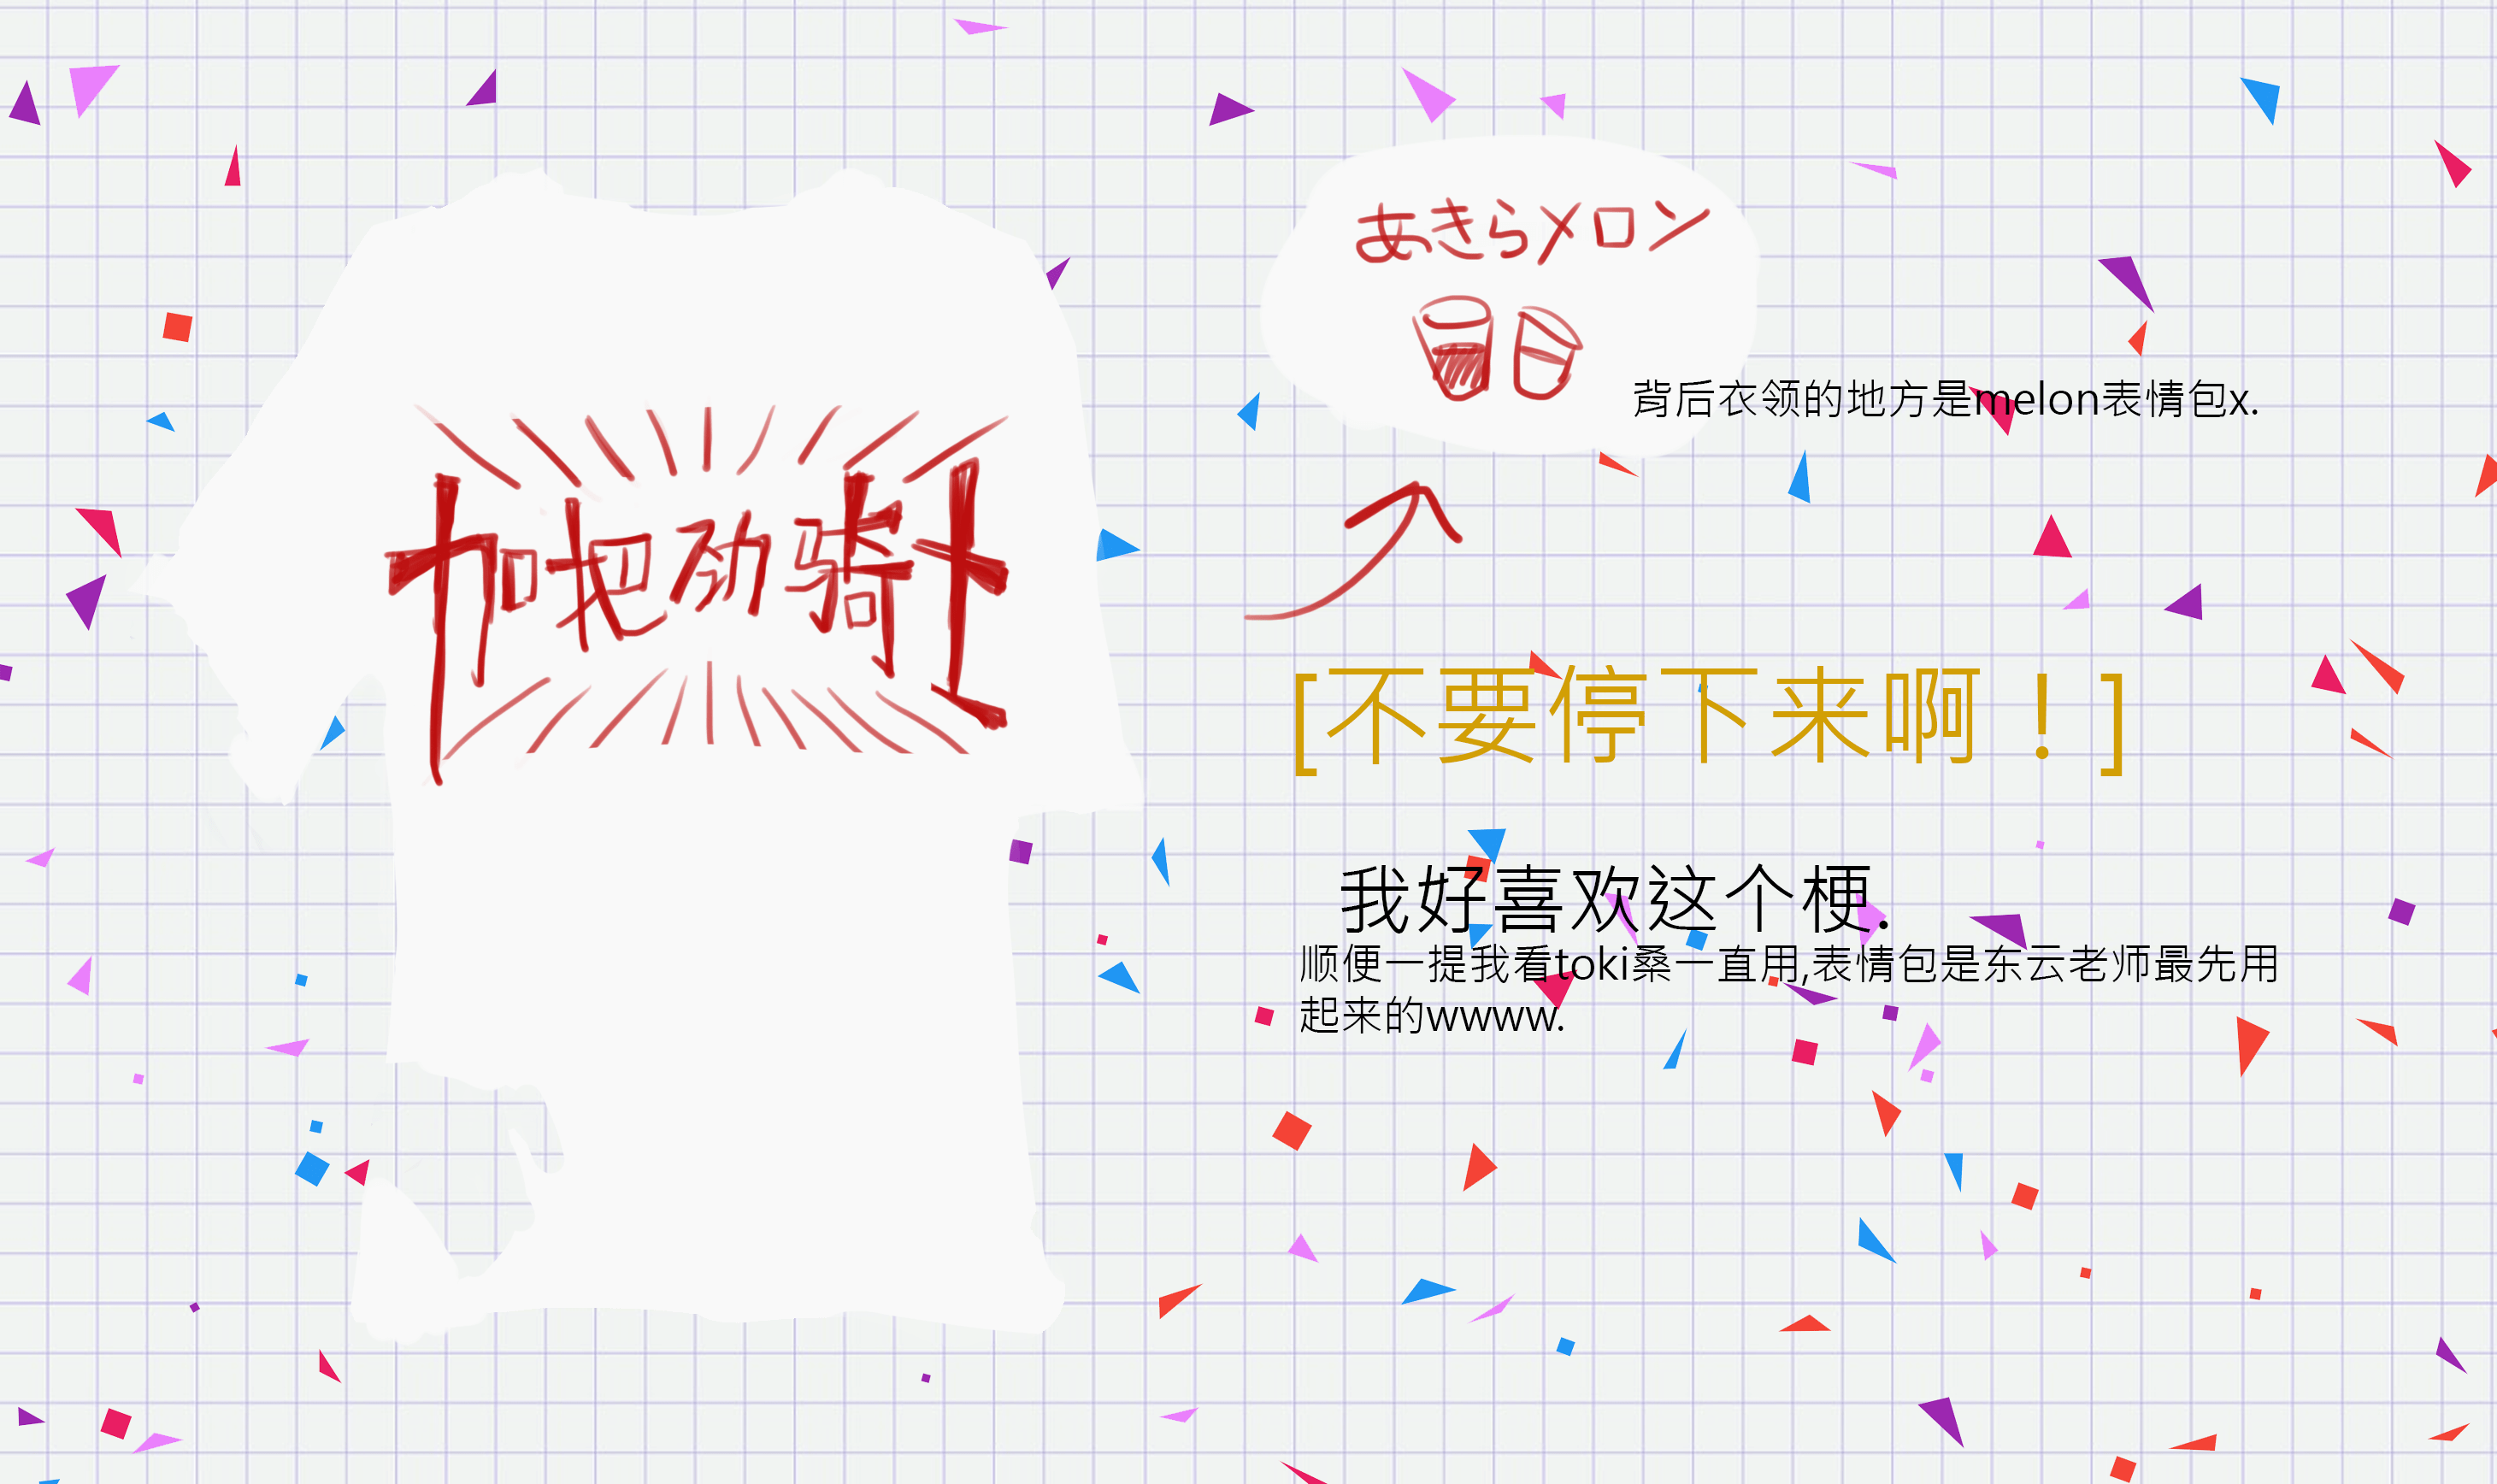 加把劲骑士
あきらメロン
背后衣领的地方是melon表情包x.
[不要停下来啊！]
我好喜欢这个梗.
顺便一提我看toki桑一直用,表情包是东云老师最先用
起来的wwww.